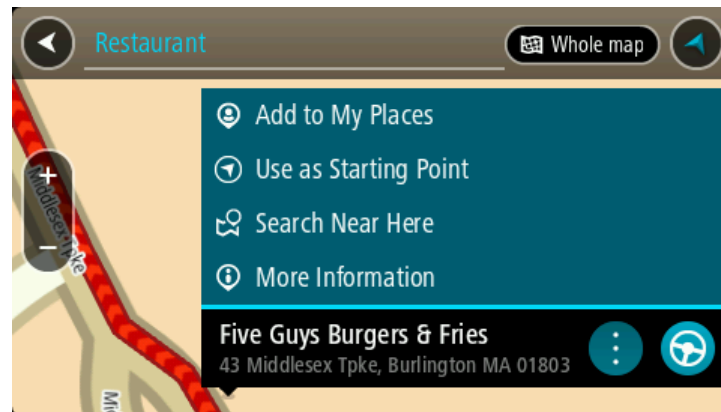 Restaurant
Whole map
Add to My Places
Use as Starting Point
Search Near Here
More Information
Five Guys Burgers & Fries
43 Middlesex Tpke, Burlington MA 01803
+
−
Middlesex Tpke
Mi